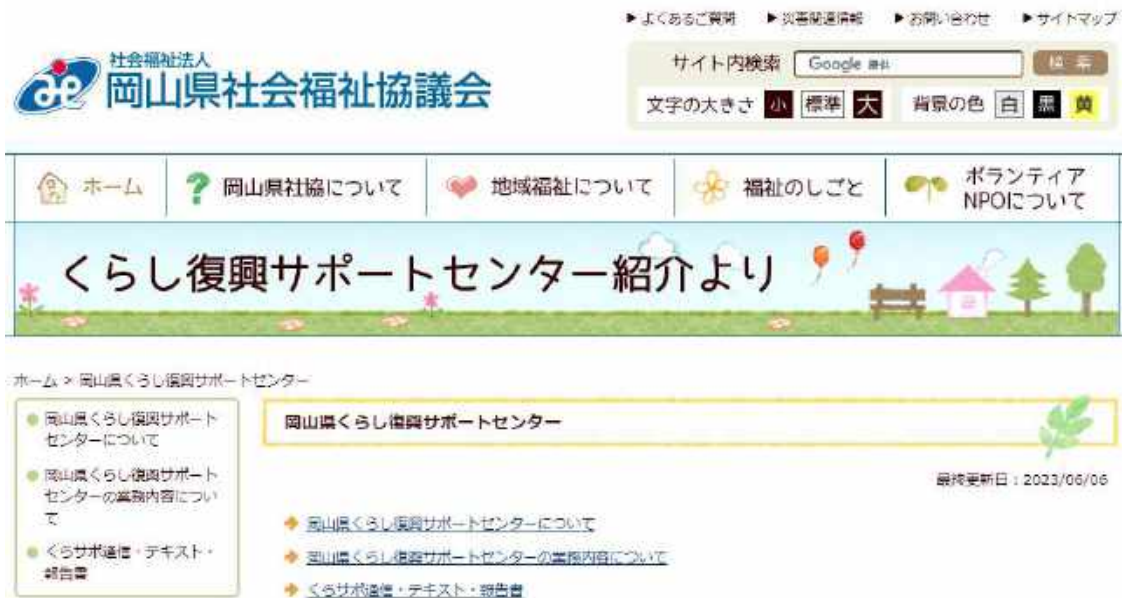 よくあるご質問 災害関連情報 お問い合わせ サイトマップ
社会福祉法人
岡山県社会福祉協議会
サイト内検索 Google 提供 検索
文字の大きさ 小 標準 大 背景の色 白 黒 黄
ホーム 岡山県社協について 地域福祉について 福祉のしごと ボランティア
NPOについて
くらし復興サポートセンター紹介より
ホーム > 岡山県くらし復興サポートセンター
岡山県くらし復興サポート
センターについて
岡山県くらし復興サポート
センターの業務内容につい
て
くらサポ通信・テキスト・
報告書
岡山県くらし復興サポートセンター
最終更新日:2023/06/06
岡山県くらし復興サポートセンターについて
岡山県くらし復興サポートセンターの業務内容について
くらサポ通信・テキスト・報告書